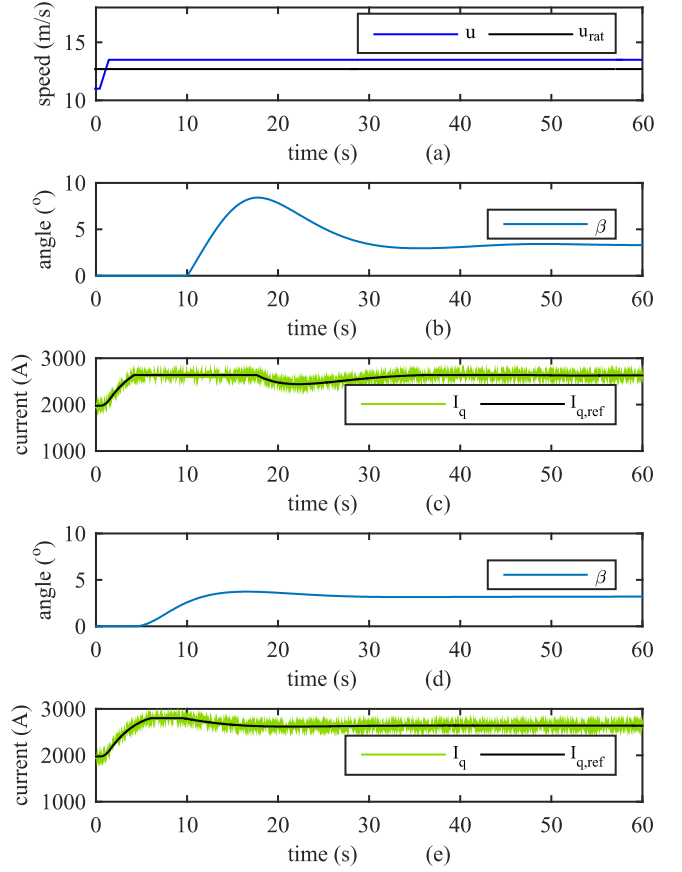 speed (m/s)
15
10
u
u_rat
0 10 20 30 40 50 60
time (s) (a)
angle (°)
10
5
0
β
0 10 20 30 40 50 60
time (s) (b)
current (A)
3000
2000
1000
I_q
I_q,ref
0 10 20 30 40 50 60
time (s) (c)
angle (°)
10
5
0
β
0 10 20 30 40 50 60
time (s) (d)
current (A)
3000
2000
1000
I_q
I_q,ref
0 10 20 30 40 50 60
time (s) (e)